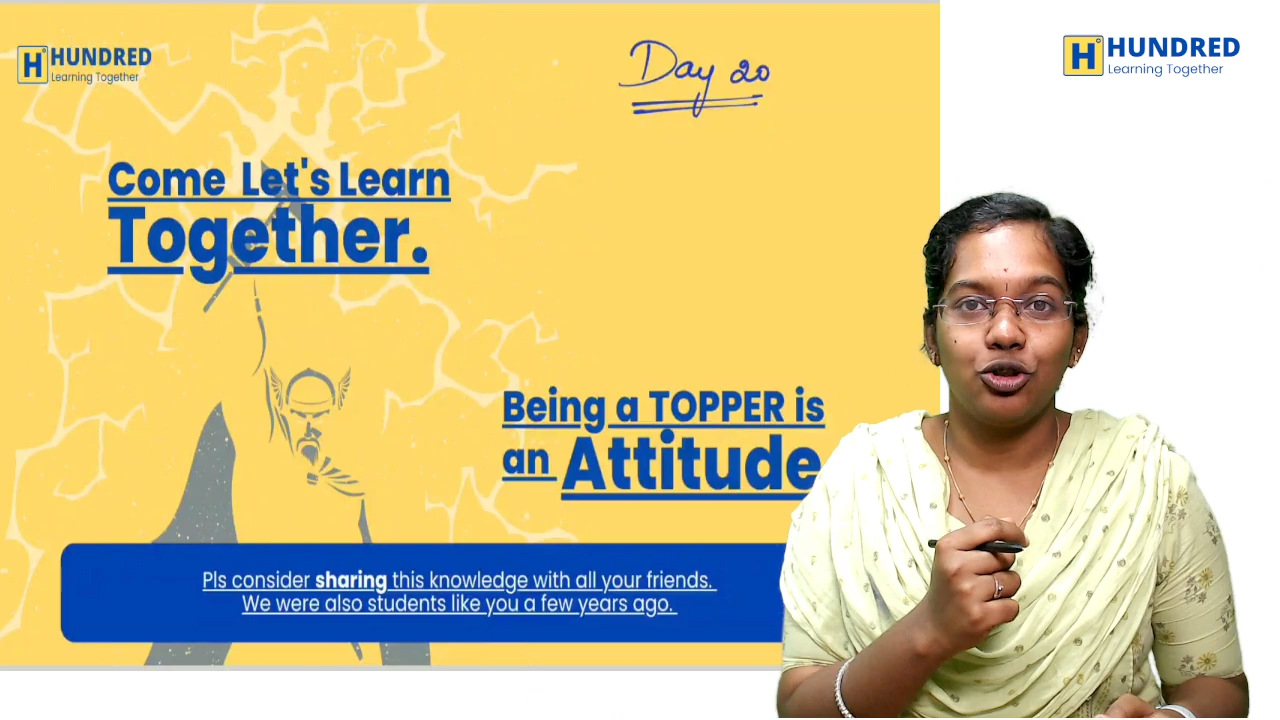 HUNDRED
Learning Together
Day 20
HUNDRED
Learning Together
Come Let's Learn
Together.
Being a TOPPER is
an Attitude
Pls consider sharing this knowledge with all your friends.
We were also students like you a few years ago.